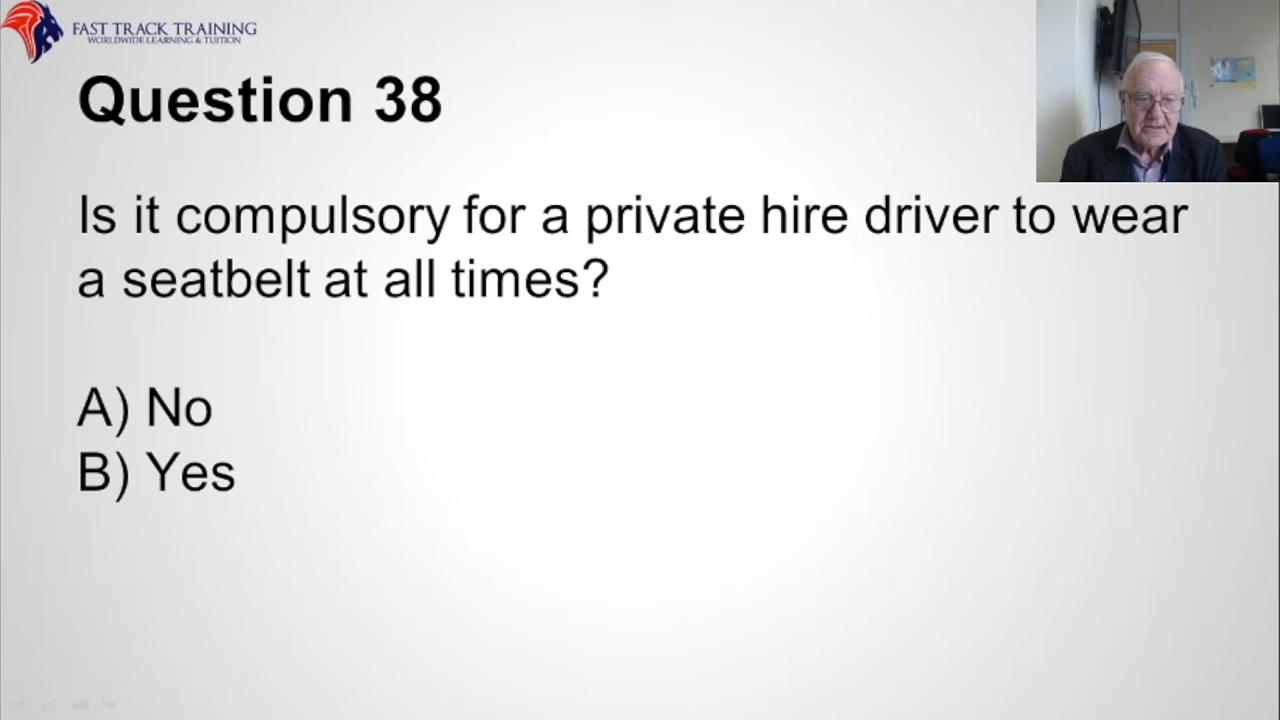 FAST TRACK TRAINING
WORLDWIDE LEARNING & TUITION
Question 38
Is it compulsory for a private hire driver to wear
a seatbelt at all times?
A) No
B) Yes